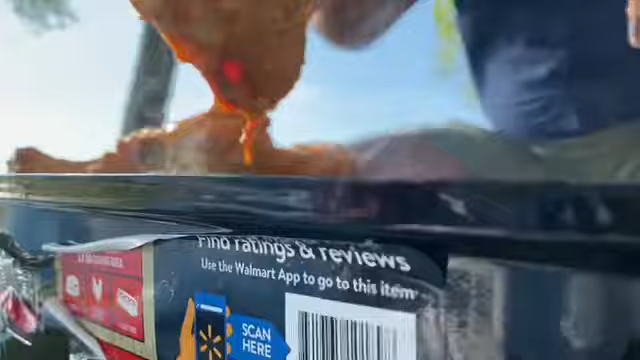 Find ratings & reviews
Use the Walmart App to go to this item
SCAN
HERE